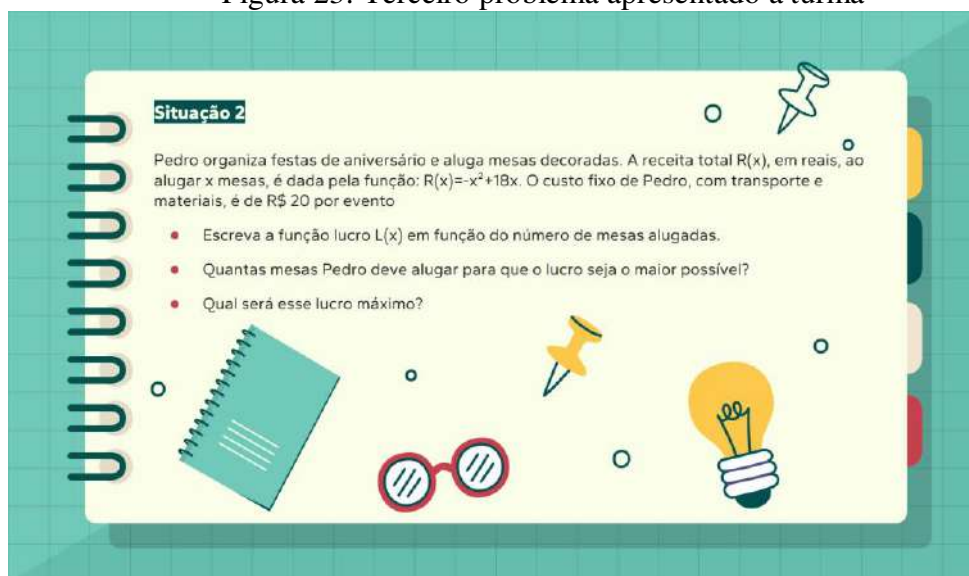 Figura 25: Terceiro problema apresentado à turma
Situação 2
Pedro organiza festas de aniversário e aluga mesas decoradas. A receita total R(x), em reais, ao
alugar x mesas, é dada pela função: R(x)=-x²+18x. O custo fixo de Pedro, com transporte e
materiais, é de R$ 20 por evento
Escreva a função lucro L(x) em função do número de mesas alugadas.
Quantas mesas Pedro deve alugar para que o lucro seja o maior possível?
Qual será esse lucro máximo?